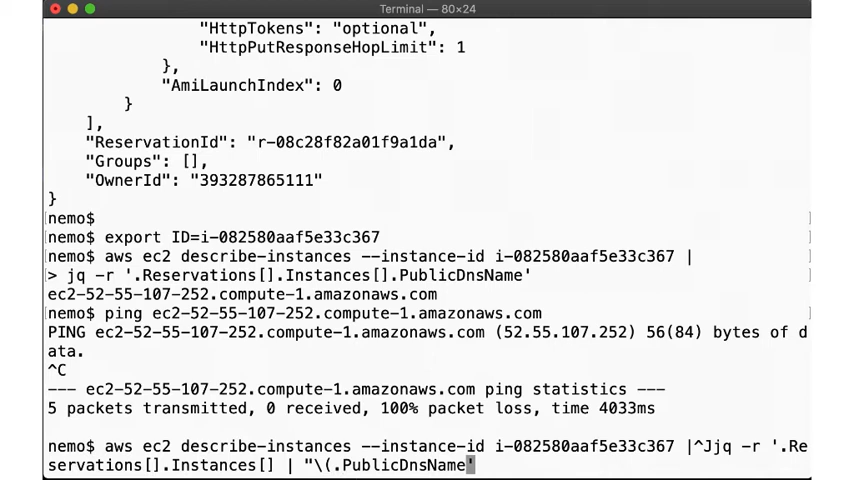 Terminal — 80×24
"HttpTokens": "optional",
"HttpPutResponseHopLimit": 1
},
"AmiLaunchIndex": 0
}
],
"ReservationId": "r-08c28f82a01f9a1da",
"Groups": [],
"OwnerId": "393287865111"
}
nemo$
nemo$ export ID=i-082580aaf5e33c367
nemo$ aws ec2 describe-instances --instance-id i-082580aaf5e33c367 |
> jq -r '.Reservations[].Instances[].PublicDnsName'
ec2-52-55-107-252.compute-1.amazonaws.com
nemo$ ping ec2-52-55-107-252.compute-1.amazonaws.com
PING ec2-52-55-107-252.compute-1.amazonaws.com (52.55.107.252) 56(84) bytes of d
ata.
^C
--- ec2-52-55-107-252.compute-1.amazonaws.com ping statistics ---
5 packets transmitted, 0 received, 100% packet loss, time 4033ms
nemo$ aws ec2 describe-instances --instance-id i-082580aaf5e33c367 |^Jjq -r '.Re
servations[].Instances[] | "\(.PublicDnsName'